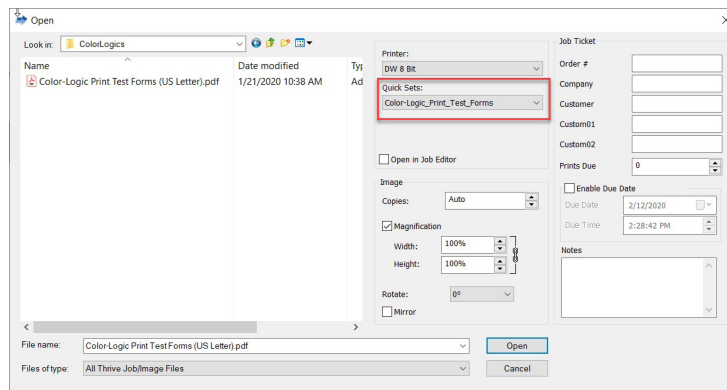 Open
Look in: ColorLogics
Name Date modified Typ
Color-Logic Print Test Forms (US Letter).pdf 1/21/2020 10:38 AM Ad
Printer:
DW 8 Bit
Quick Sets:
Color-Logic_Print_Test_Forms
Open in Job Editor
Image
Copies: Auto
Magnification
Width: 100%
Height: 100%
Rotate: 0°
Mirror
Job Ticket
Order #
Company
Customer
Custom01
Custom02
Prints Due 0
Enable Due Date
Due Date 2/12/2020
Due Time 2:28:42 PM
Notes
File name: Color-Logic Print Test Forms (US Letter).pdf Open
Files of type: All Thrive Job/Image Files Cancel